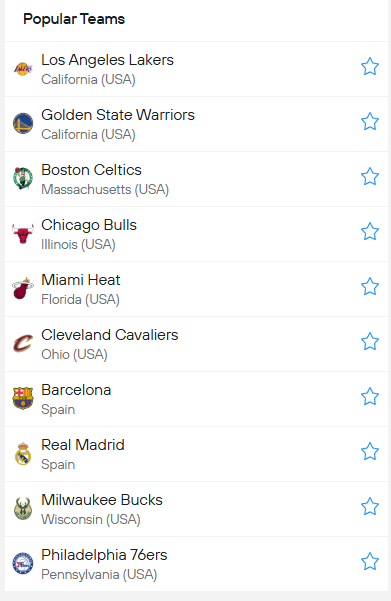 Popular Teams
Los Angeles Lakers
California (USA)
Golden State Warriors
California (USA)
Boston Celtics
Massachusetts (USA)
Chicago Bulls
Illinois (USA)
Miami Heat
Florida (USA)
Cleveland Cavaliers
Ohio (USA)
Barcelona
Spain
Real Madrid
Spain
Milwaukee Bucks
Wisconsin (USA)
Philadelphia 76ers
Pennsylvania (USA)